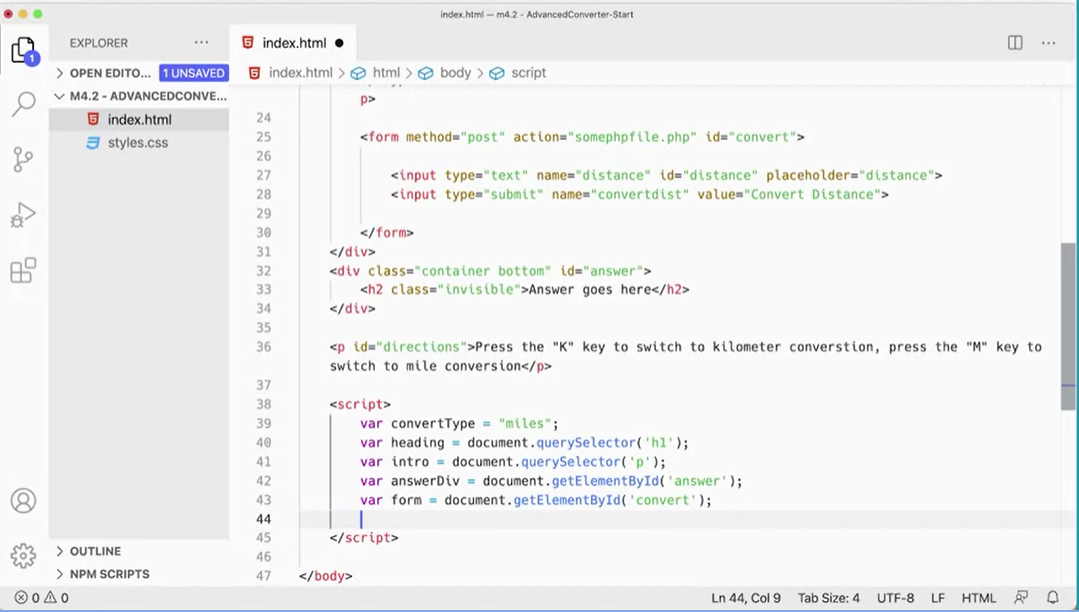 index.html — m4.2 - AdvancedConverter-Start
EXPLORER
index.html
OPEN EDITO... 1 UNSAVED
index.html > html > body > script
M4.2 - ADVANCEDCONVE...
index.html
styles.css
1
p>
24
25 <form method="post" action="somephpfile.php" id="convert">
26
27 <input type="text" name="distance" id="distance" placeholder="distance">
28 <input type="submit" name="convertdist" value="Convert Distance">
29
30 </form>
31 </div>
32 <div class="container bottom" id="answer">
33 <h2 class="invisible">Answer goes here</h2>
34 </div>
35
36 <p id="directions">Press the "K" key to switch to kilometer converstion, press the "M" key to
switch to mile conversion</p>
37
38 <script>
39 var convertType = "miles";
40 var heading = document.querySelector('h1');
41 var intro = document.querySelector('p');
42 var answerDiv = document.getElementById('answer');
43 var form = document.getElementById('convert');
44
45 </script>
46
47 </body>
OUTLINE
NPM SCRIPTS
0 0
Ln 44, Col 9 Tab Size: 4 UTF-8 LF HTML